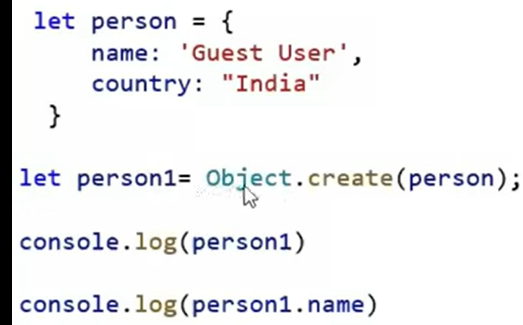 let person = {
name: 'Guest User',
country: "India"
}
let person1= Object.create(person);
console.log(person1)
console.log(person1.name)